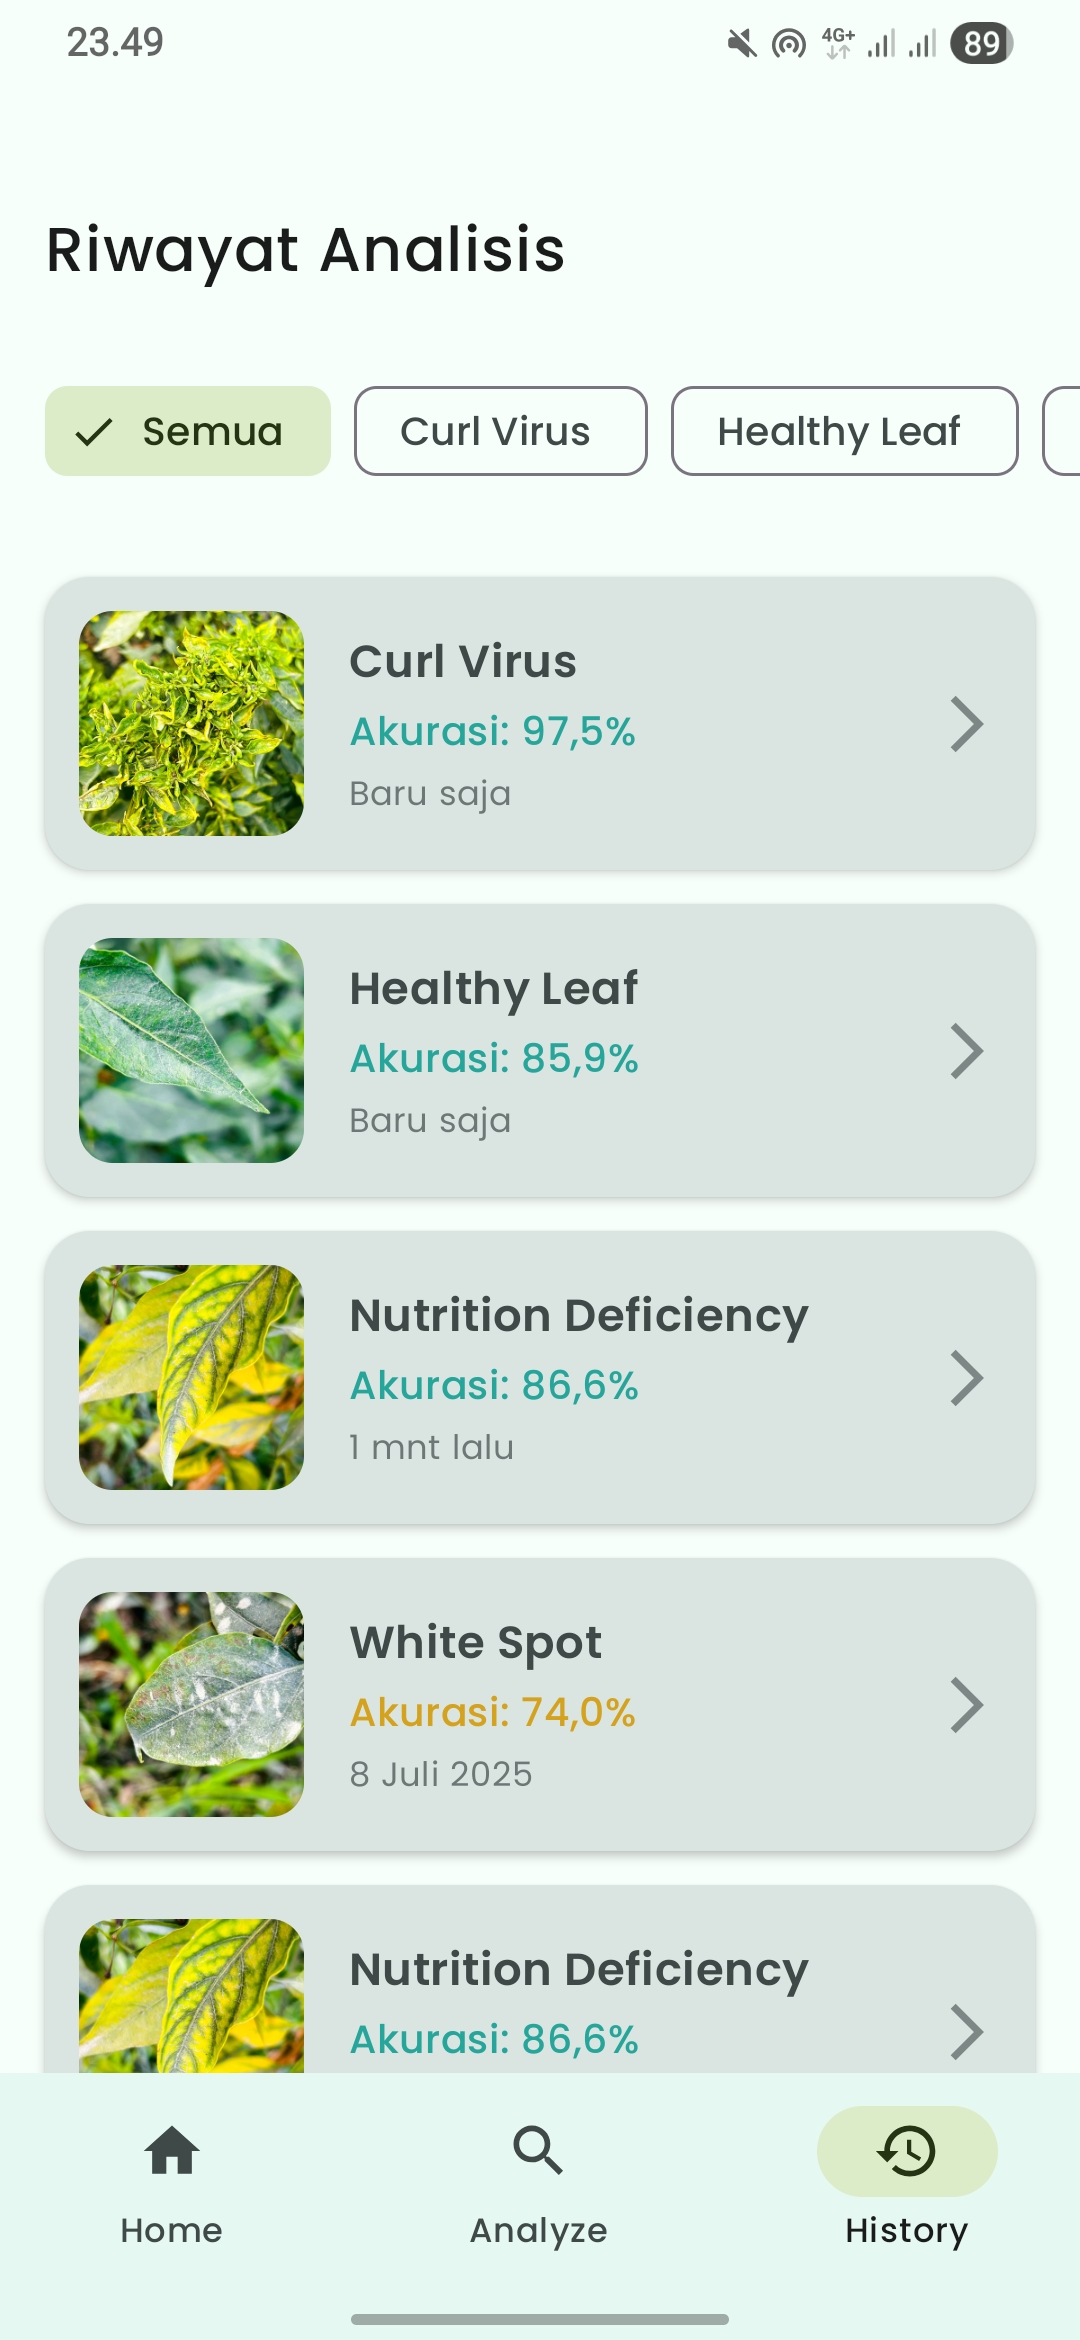 23.49
4G+
89
Riwayat Analisis
Semua
Curl Virus
Healthy Leaf
Curl Virus
Akurasi: 97,5%
Baru saja
Healthy Leaf
Akurasi: 85,9%
Baru saja
Nutrition Deficiency
Akurasi: 86,6%
1 mnt lalu
White Spot
Akurasi: 74,0%
8 Juli 2025
Nutrition Deficiency
Akurasi: 86,6%
Home
Analyze
History